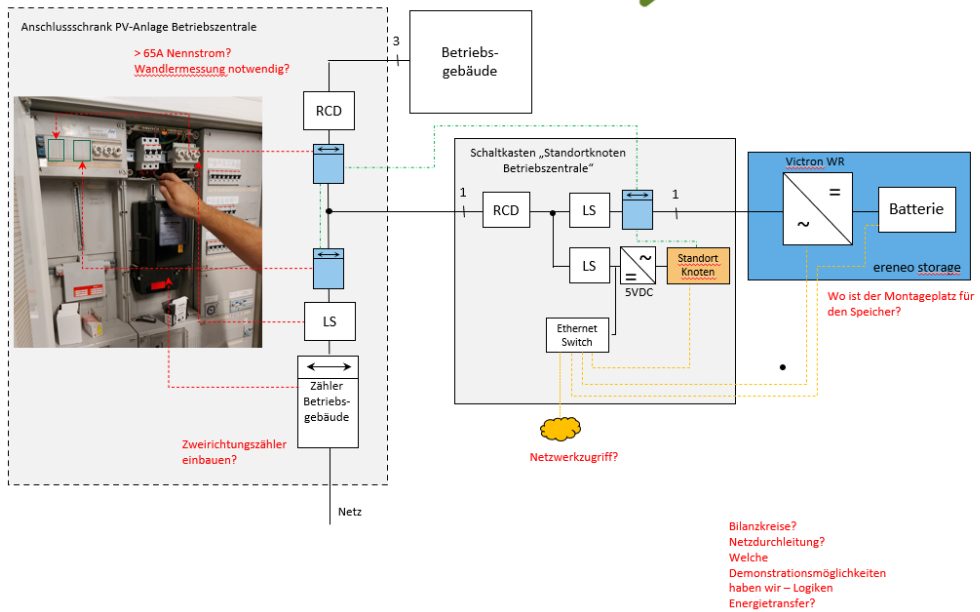 Anschlussschrank PV-Anlage Betriebszentrale
> 65A Nennstrom?
Wandlermessung notwendig?
3
Betriebs-
gebäude
RCD
Schaltkasten „Standortknoten
Betriebszentrale“
1
RCD
LS
1
LS
~
=
5VDC
Standort
Knoten
Ethernet
Switch
Netzwerkzugriff?
Victron WR
=
~
Batterie
ereneo storage
Wo ist der Montageplatz für
den Speicher?
LS
Zähler
Betriebs-
gebäude
Zweirichtungszähler
einbauen?
Netz
Bilanzkreise?
Netzdurchleitung?
Welche
Demonstrationsmöglichkeiten
haben wir – Logiken
Energietransfer?